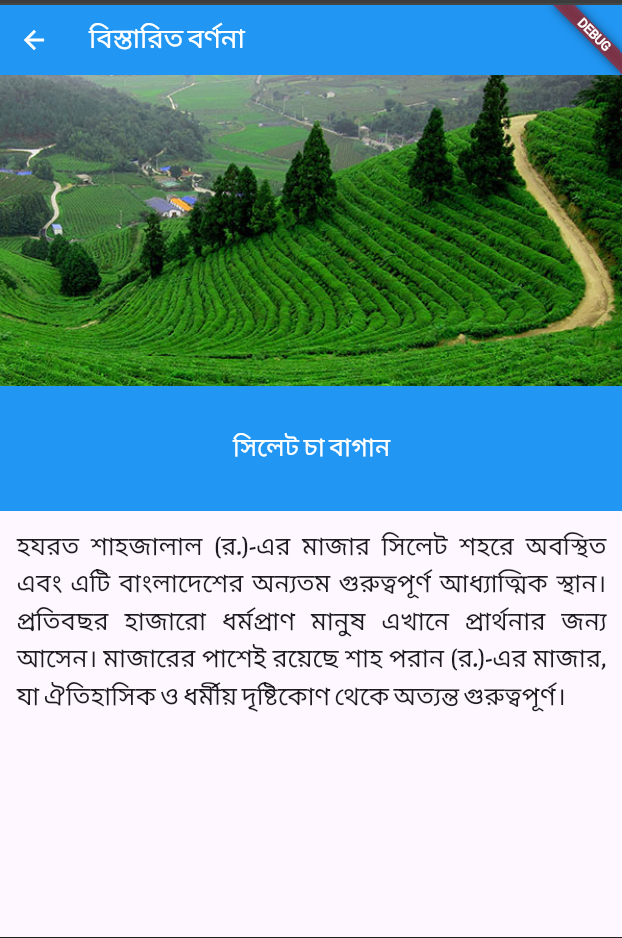 বিস্তারিত বর্ণনা
DEBUG
সিলেট চা বাগান
হযরত শাহজালাল (র.)-এর মাজার সিলেট শহরে অবস্থিত
এবং এটি বাংলাদেশের অন্যতম গুরুত্বপূর্ণ আধ্যাত্মিক স্থান।
প্রতিবছর হাজারো ধর্মপ্রাণ মানুষ এখানে প্রার্থনার জন্য
আসেন। মাজারের পাশেই রয়েছে শাহ পরান (র.)-এর মাজার,
যা ঐতিহাসিক ও ধর্মীয় দৃষ্টিকোণ থেকে অত্যন্ত গুরুত্বপূর্ণ।